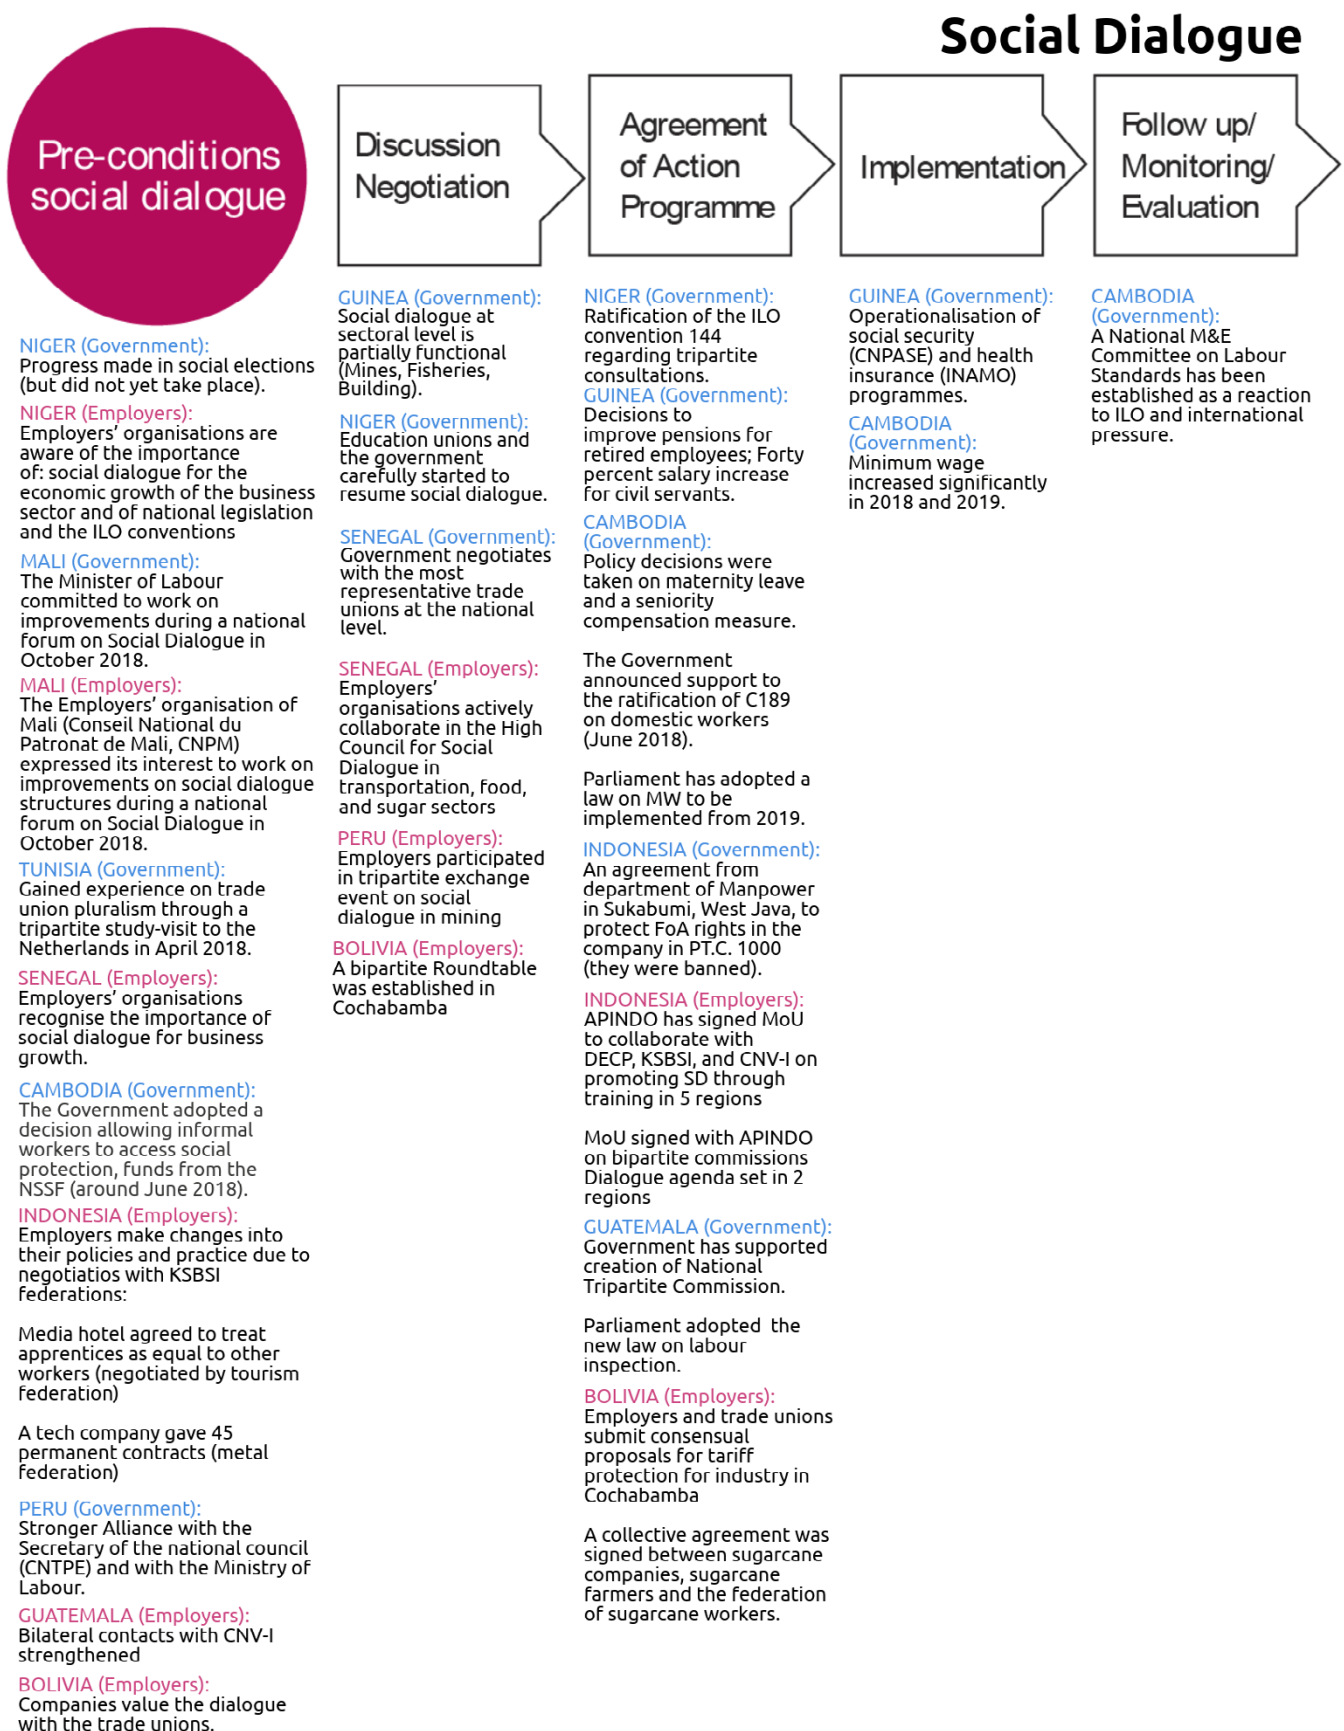 Social Dialogue
Pre-conditions
social dialogue
NIGER (Government):
Progress made in social elections
(but did not yet take place).
NIGER (Employers):
Employers' organisations are
aware of the importance
of: social dialogue for the
economic growth of the business
sector and of national legislation
and the ILO conventions
MALI (Government):
The Minister of Labour
committed to work on
improvements during a national
forum on Social Dialogue in
October 2018.
MALI (Employers):
The Employers' organisation of
Mali (Conseil National du
Patronat de Mali, CNPM)
expressed its interest to work on
improvements on social dialogue
structures during a national
forum on Social Dialogue in
October 2018.
TUNISIA (Government):
Gained experience on trade
union pluralism through a
tripartite study-visit to the
Netherlands in April 2018.
SENEGAL (Employers):
Employers' organisations
recognise the importance of
social dialogue for business
growth.
CAMBODIA (Government):
The Government adopted a
decision allowing informal
workers to access social
protection, funds from the
NSSF (around June 2018).
INDONESIA (Employers):
Employers make changes into
their policies and practice due to
negotiatios with KSBSI
federations:
Media hotel agreed to treat
apprentices as equal to other
workers (negotiated by tourism
federation)
A tech company gave 45
permanent contracts (metal
federation)
PERU (Government):
Stronger Alliance with the
Secretary of the national council
(CNTPE) and with the Ministry of
Labour.
GUATEMALA (Employers):
Bilateral contacts with CNV-I
strengthened
BOLIVIA (Employers):
Companies value the dialogue
with the trade unions.
Discussion
Negotiation
GUINEA (Government):
Social dialogue at
sectoral level is
partially functional
(Mines, Fisheries,
Building).
NIGER (Government):
Education unions and
the government
carefully started to
resume social dialogue.
SENEGAL (Government):
Government negotiates
with the most
representative trade
unions at the national
level.
SENEGAL (Employers):
Employers'
organisations actively
collaborate in the High
Council for Social
Dialogue in
transportation, food,
and sugar sectors
PERU (Employers):
Employers participated
in tripartite exchange
event on social
dialogue in mining
BOLIVIA (Employers):
A bipartite Roundtable
was established in
Cochabamba
Agreement
of Action
Programme
NIGER (Government):
Ratification of the ILO
convention 144
regarding tripartite
consultations.
GUINEA (Government):
Decisions to
improve pensions for
retired employees; Forty
percent salary increase
for civil servants.
CAMBODIA
(Government):
Policy decisions were
taken on maternity leave
and a seniority
compensation measure.
The Government
announced support to
the ratification of C189
on domestic workers
(June 2018).
Parliament has adopted a
law on MW to be
implemented from 2019.
INDONESIA (Government):
An agreement from
department of Manpower
in Sukabumi, West Java, to
protect FoA rights in the
company in PT.C. 1000
(they were banned).
INDONESIA (Employers):
APINDO has signed MoU
to collaborate with
DECP, KSBSI, and CNV-I on
promoting SD through
training in 5 regions
MoU signed with APINDO
on bipartite commissions
Dialogue agenda set in 2
regions
GUATEMALA (Government):
Government has supported
creation of National
Tripartite Commission.
Parliament adopted the
new law on labour
inspection.
BOLIVIA (Employers):
Employers and trade unions
submit consensual
proposals for tariff
protection for industry in
Cochabamba
A collective agreement was
signed between sugarcane
companies, sugarcane
farmers and the federation
of sugarcane workers.
Implementation
GUINEA (Government):
Operationalisation of
social security
(CNPASE) and health
insurance (INAMO)
programmes.
CAMBODIA
(Government):
Minimum wage
increased significantly
in 2018 and 2019.
Follow up/
Monitoring/
Evaluation
CAMBODIA
(Government):
A National M&E
Committee on Labour
Standards has been
established as a reaction
to ILO and international
pressure.